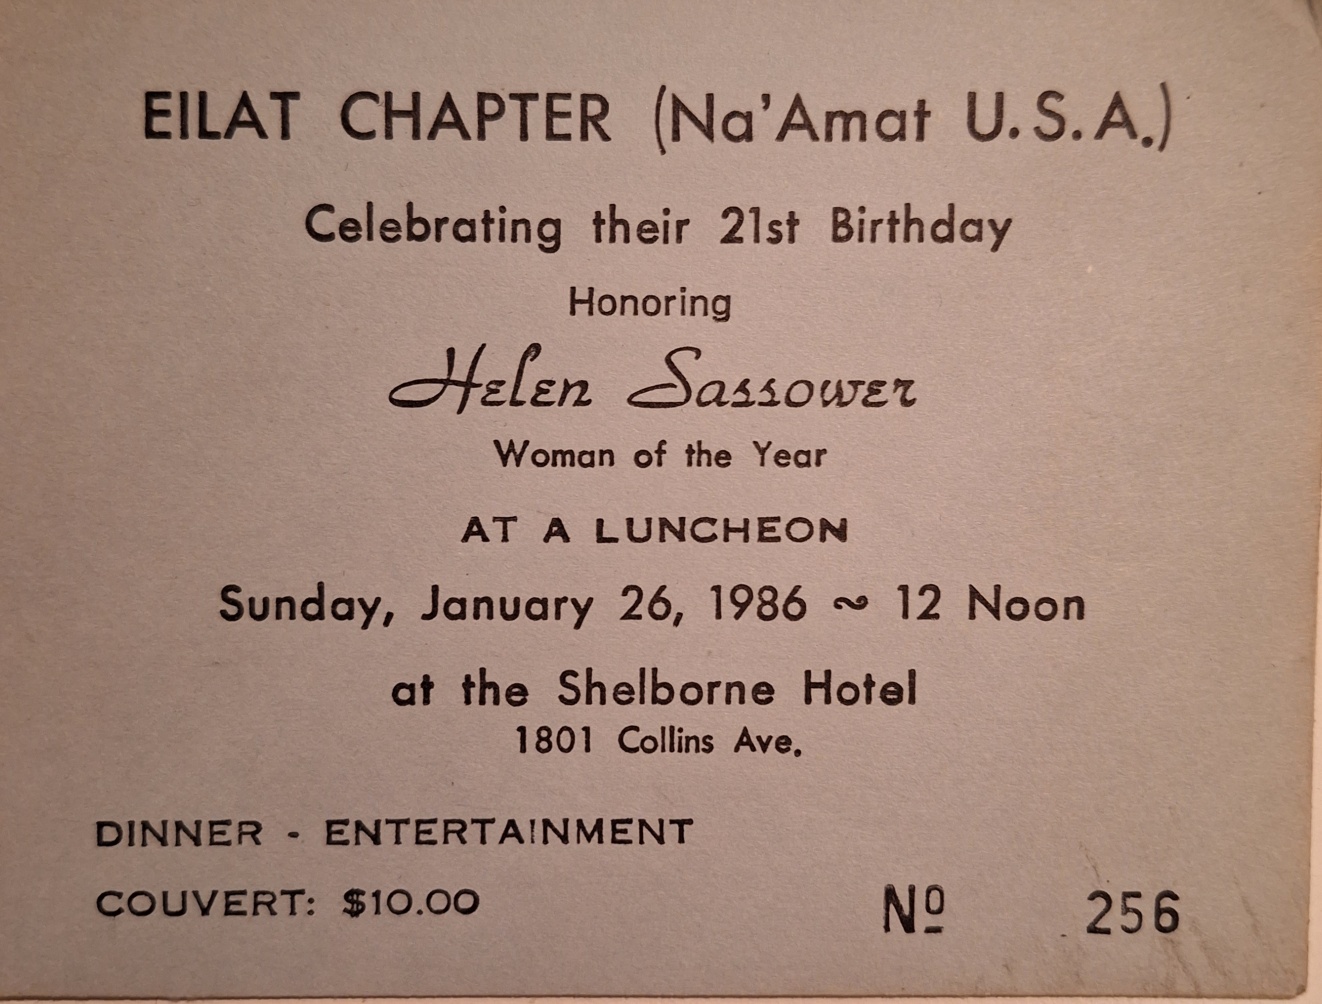 EILAT CHAPTER (Na'Amat U.S.A.)
Celebrating their 21st Birthday
Honoring
Helen Sassower
Woman of the Year
AT A LUNCHEON
Sunday, January 26, 1986 ~ 12 Noon
at the Shelborne Hotel
1801 Collins Ave.
DINNER - ENTERTAINMENT
COUVERT: $10.00 Nº 256